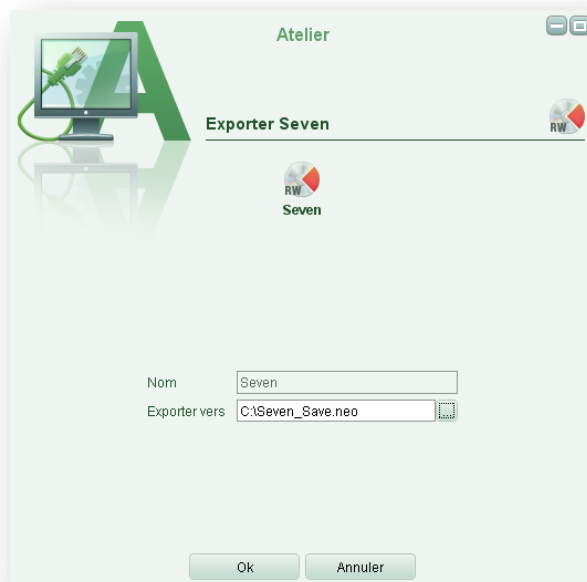 Atelier
A
Exporter Seven
RW
RW
Seven
Nom Seven
Exporter vers C:\Seven_Save.neo
Ok Annuler